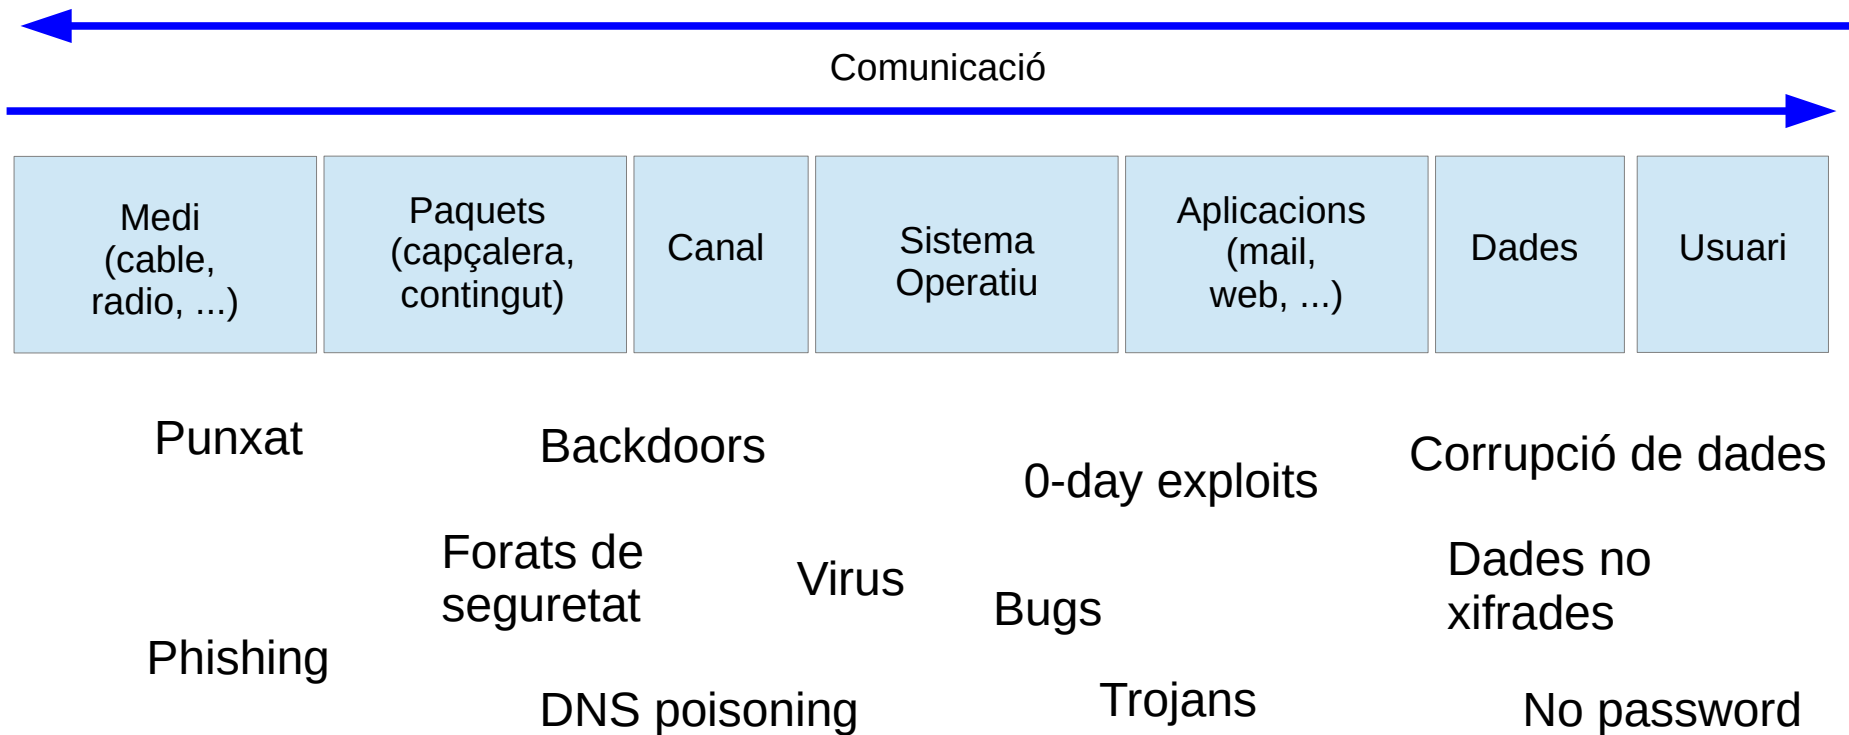 Comunicació
Medi
(cable,
radio, ...)
Paquets
(capçalera,
contingut)
Canal
Sistema
Operatiu
Aplicacions
(mail,
web, ...)
Dades
Usuari
Punxat
Backdoors
0-day exploits
Corrupció de dades
Forats de
seguretat
Virus
Bugs
Dades no
xifrades
Phishing
DNS poisoning
Trojans
No password